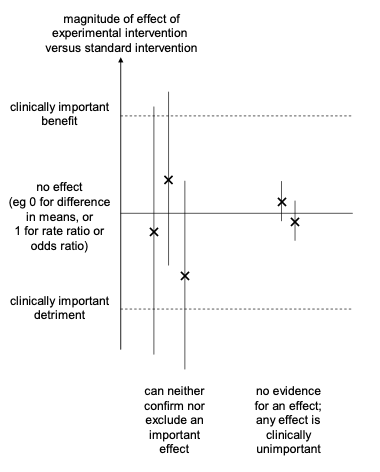 magnitude of effect of
experimental intervention
versus standard intervention
clinically important
benefit
no effect
(eg 0 for difference
in means, or
1 for rate ratio or
odds ratio)
clinically important
detriment
can neither
confirm nor
exclude an
important
effect
no evidence
for an effect;
any effect is
clinically
unimportant